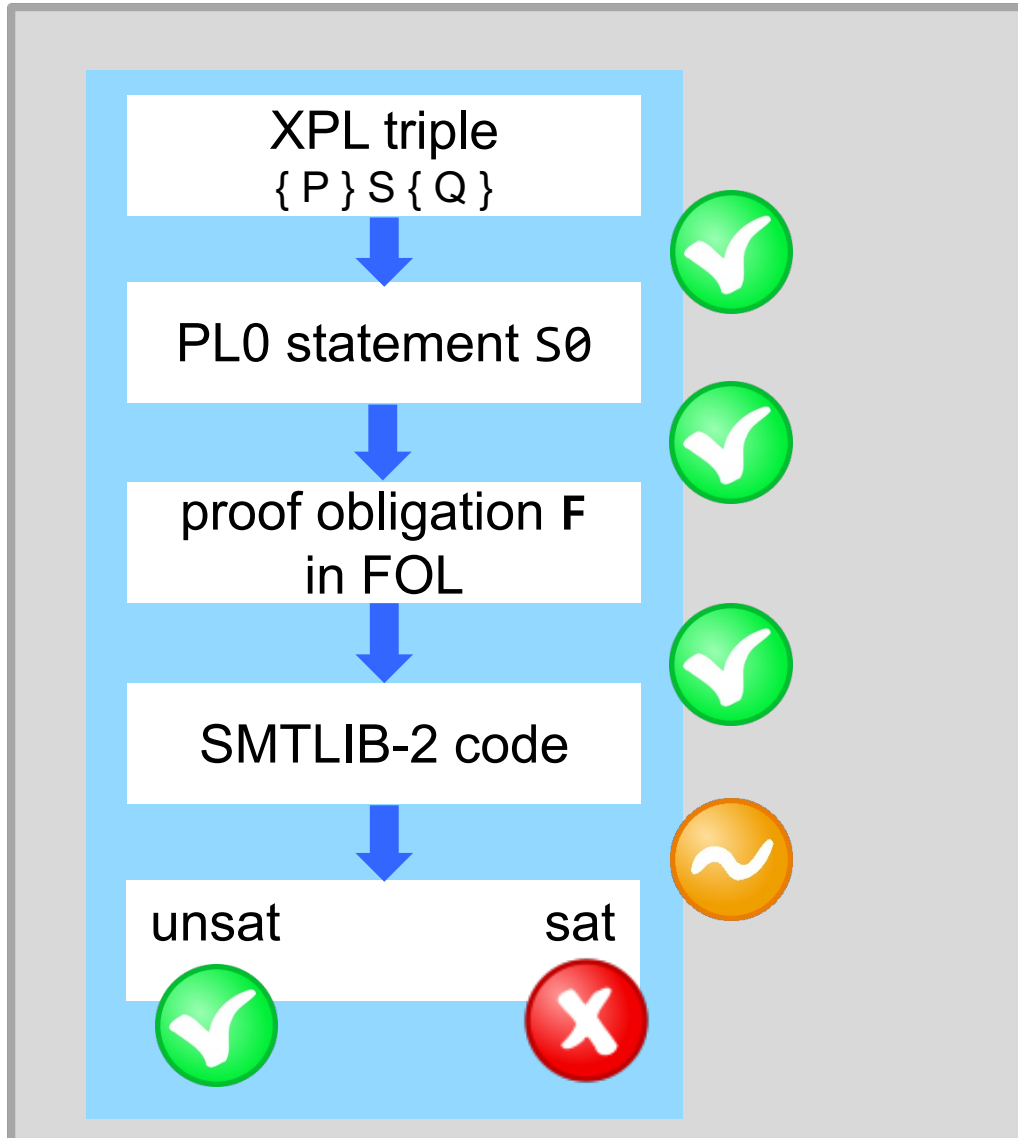 XPL triple
{ P } S { Q }
PL0 statement S0
proof obligation F
in FOL
SMTLIB-2 code
unsat sat